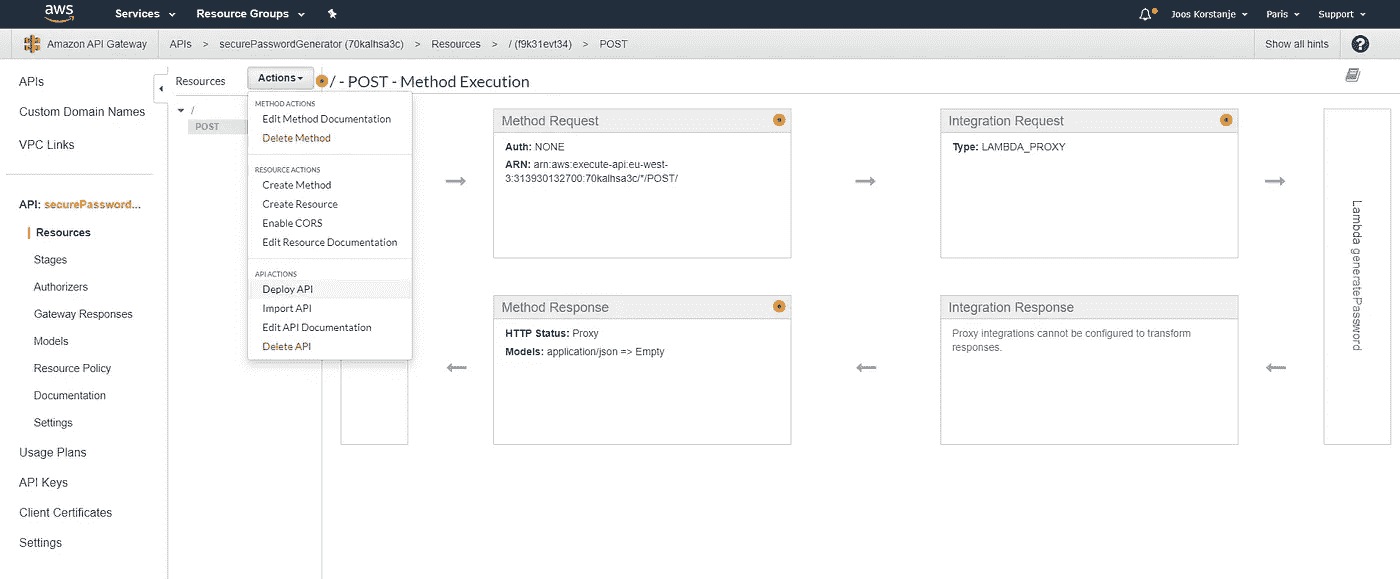 aws Services Resource Groups Joos Korstanje Paris Support
Amazon API Gateway APIs > securePasswordGenerator (70kalhsa3c) > Resources > / (f9k31evt34) > POST Show all hints ?
APIs
Custom Domain Names
VPC Links
API: securePassword...
Resources
Stages
Authorizers
Gateway Responses
Models
Resource Policy
Documentation
Settings
Usage Plans
API Keys
Client Certificates
Settings
Resources
/
POST
Actions
METHOD ACTIONS
Edit Method Documentation
Delete Method
RESOURCE ACTIONS
Create Method
Create Resource
Enable CORS
Edit Resource Documentation
API ACTIONS
Deploy API
Import API
Edit API Documentation
Delete API
/ - POST - Method Execution
Method Request
Auth: NONE
ARN: arn:aws:execute-api:eu-west-
3:313930132700:70kalhsa3c/*/POST/
Integration Request
Type: LAMBDA_PROXY
Method Response
HTTP Status: Proxy
Models: application/json => Empty
Integration Response
Proxy integrations cannot be configured to transform
responses.
Lambda generatePassword